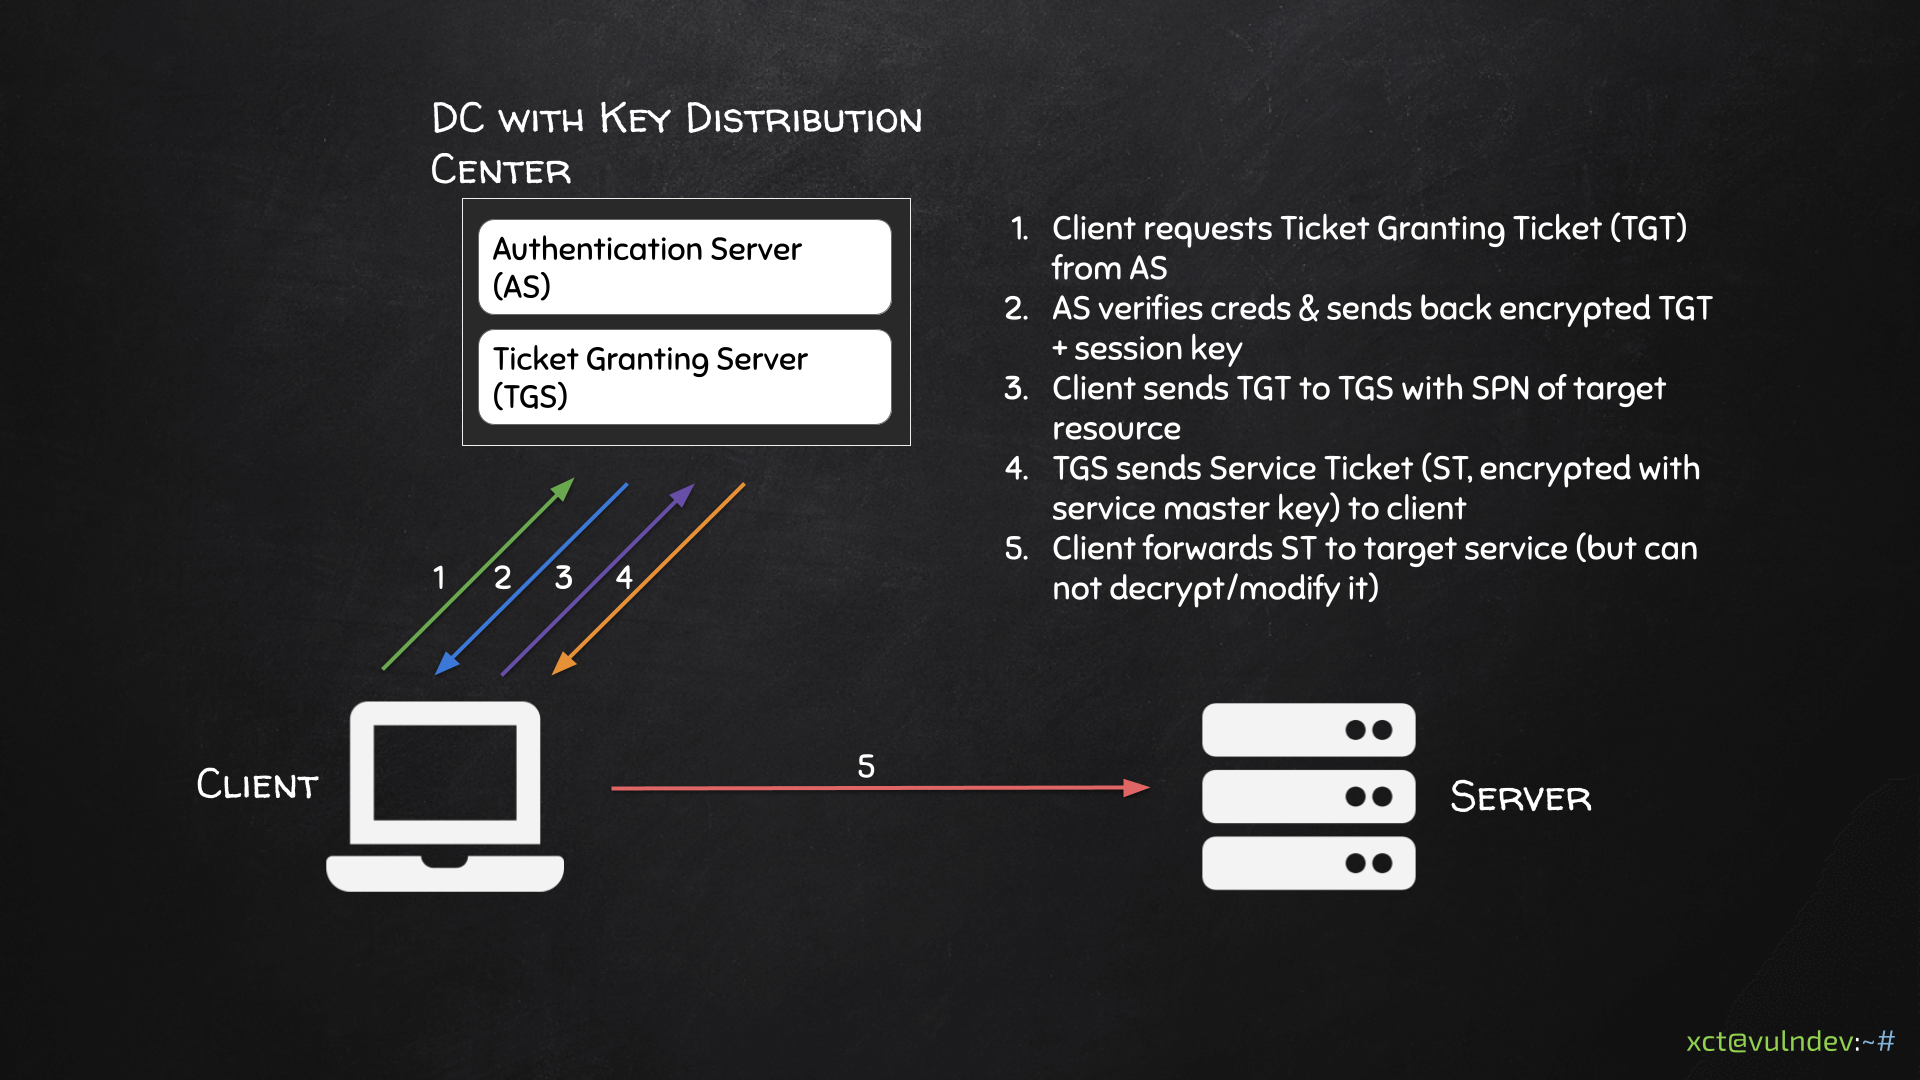 DC with Key Distribution
Center
Authentication Server
(AS)
Ticket Granting Server
(TGS)
1. Client requests Ticket Granting Ticket (TGT)
from AS
2. AS verifies creds & sends back encrypted TGT
+ session key
3. Client sends TGT to TGS with SPN of target
resource
4. TGS sends Service Ticket (ST, encrypted with
service master key) to client
5. Client forwards ST to target service (but can
not decrypt/modify it)
1 2 3 4
5
Client
Server
xct@vulndev:~#